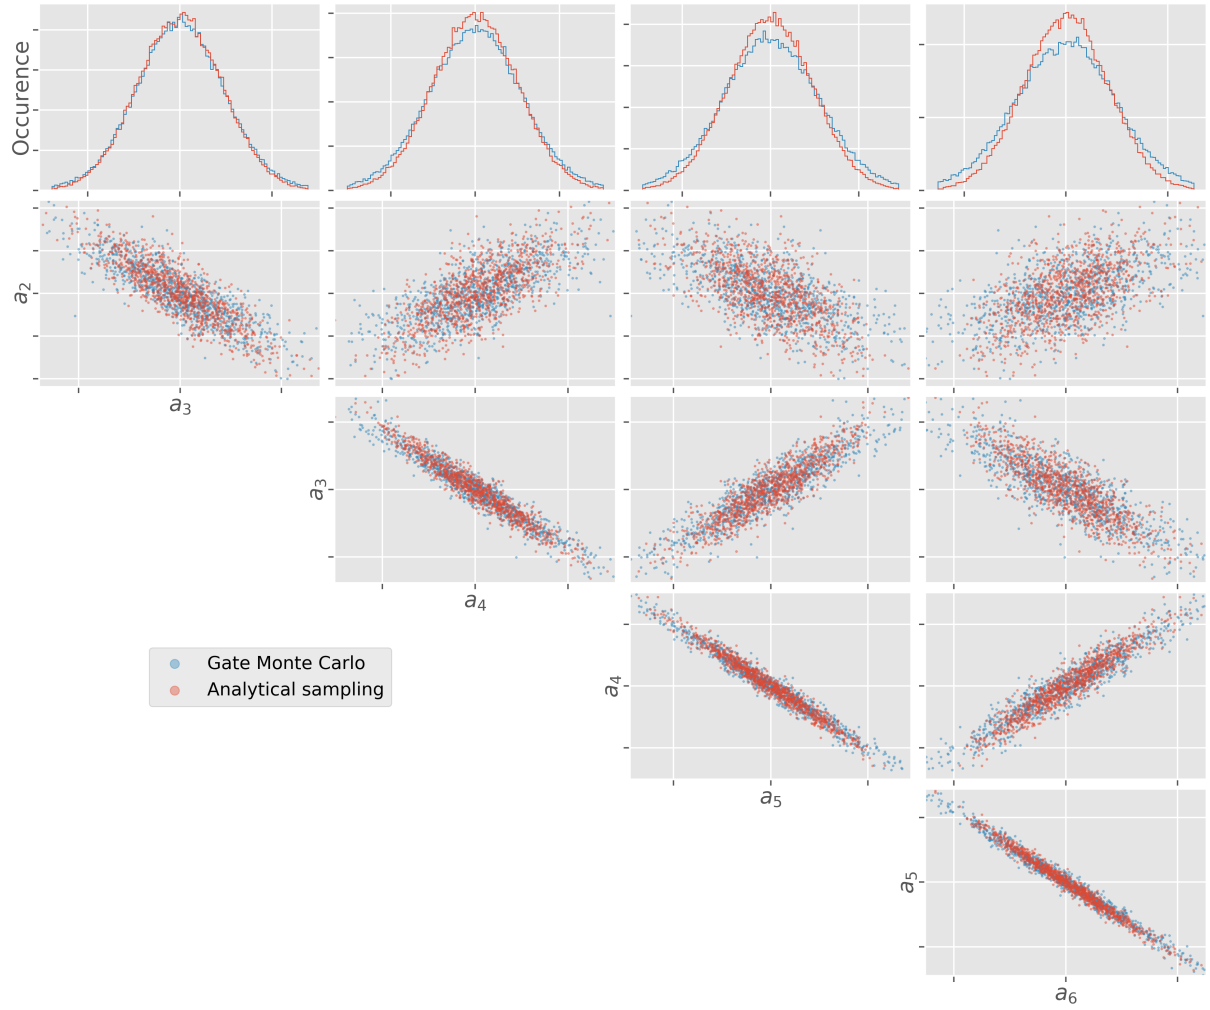 Occurence
a₂
a₃
a₃
a₄
Gate Monte Carlo
Analytical sampling
a₄
a₅
a₅
a₆